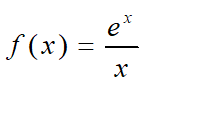 f(x) = e^x / x